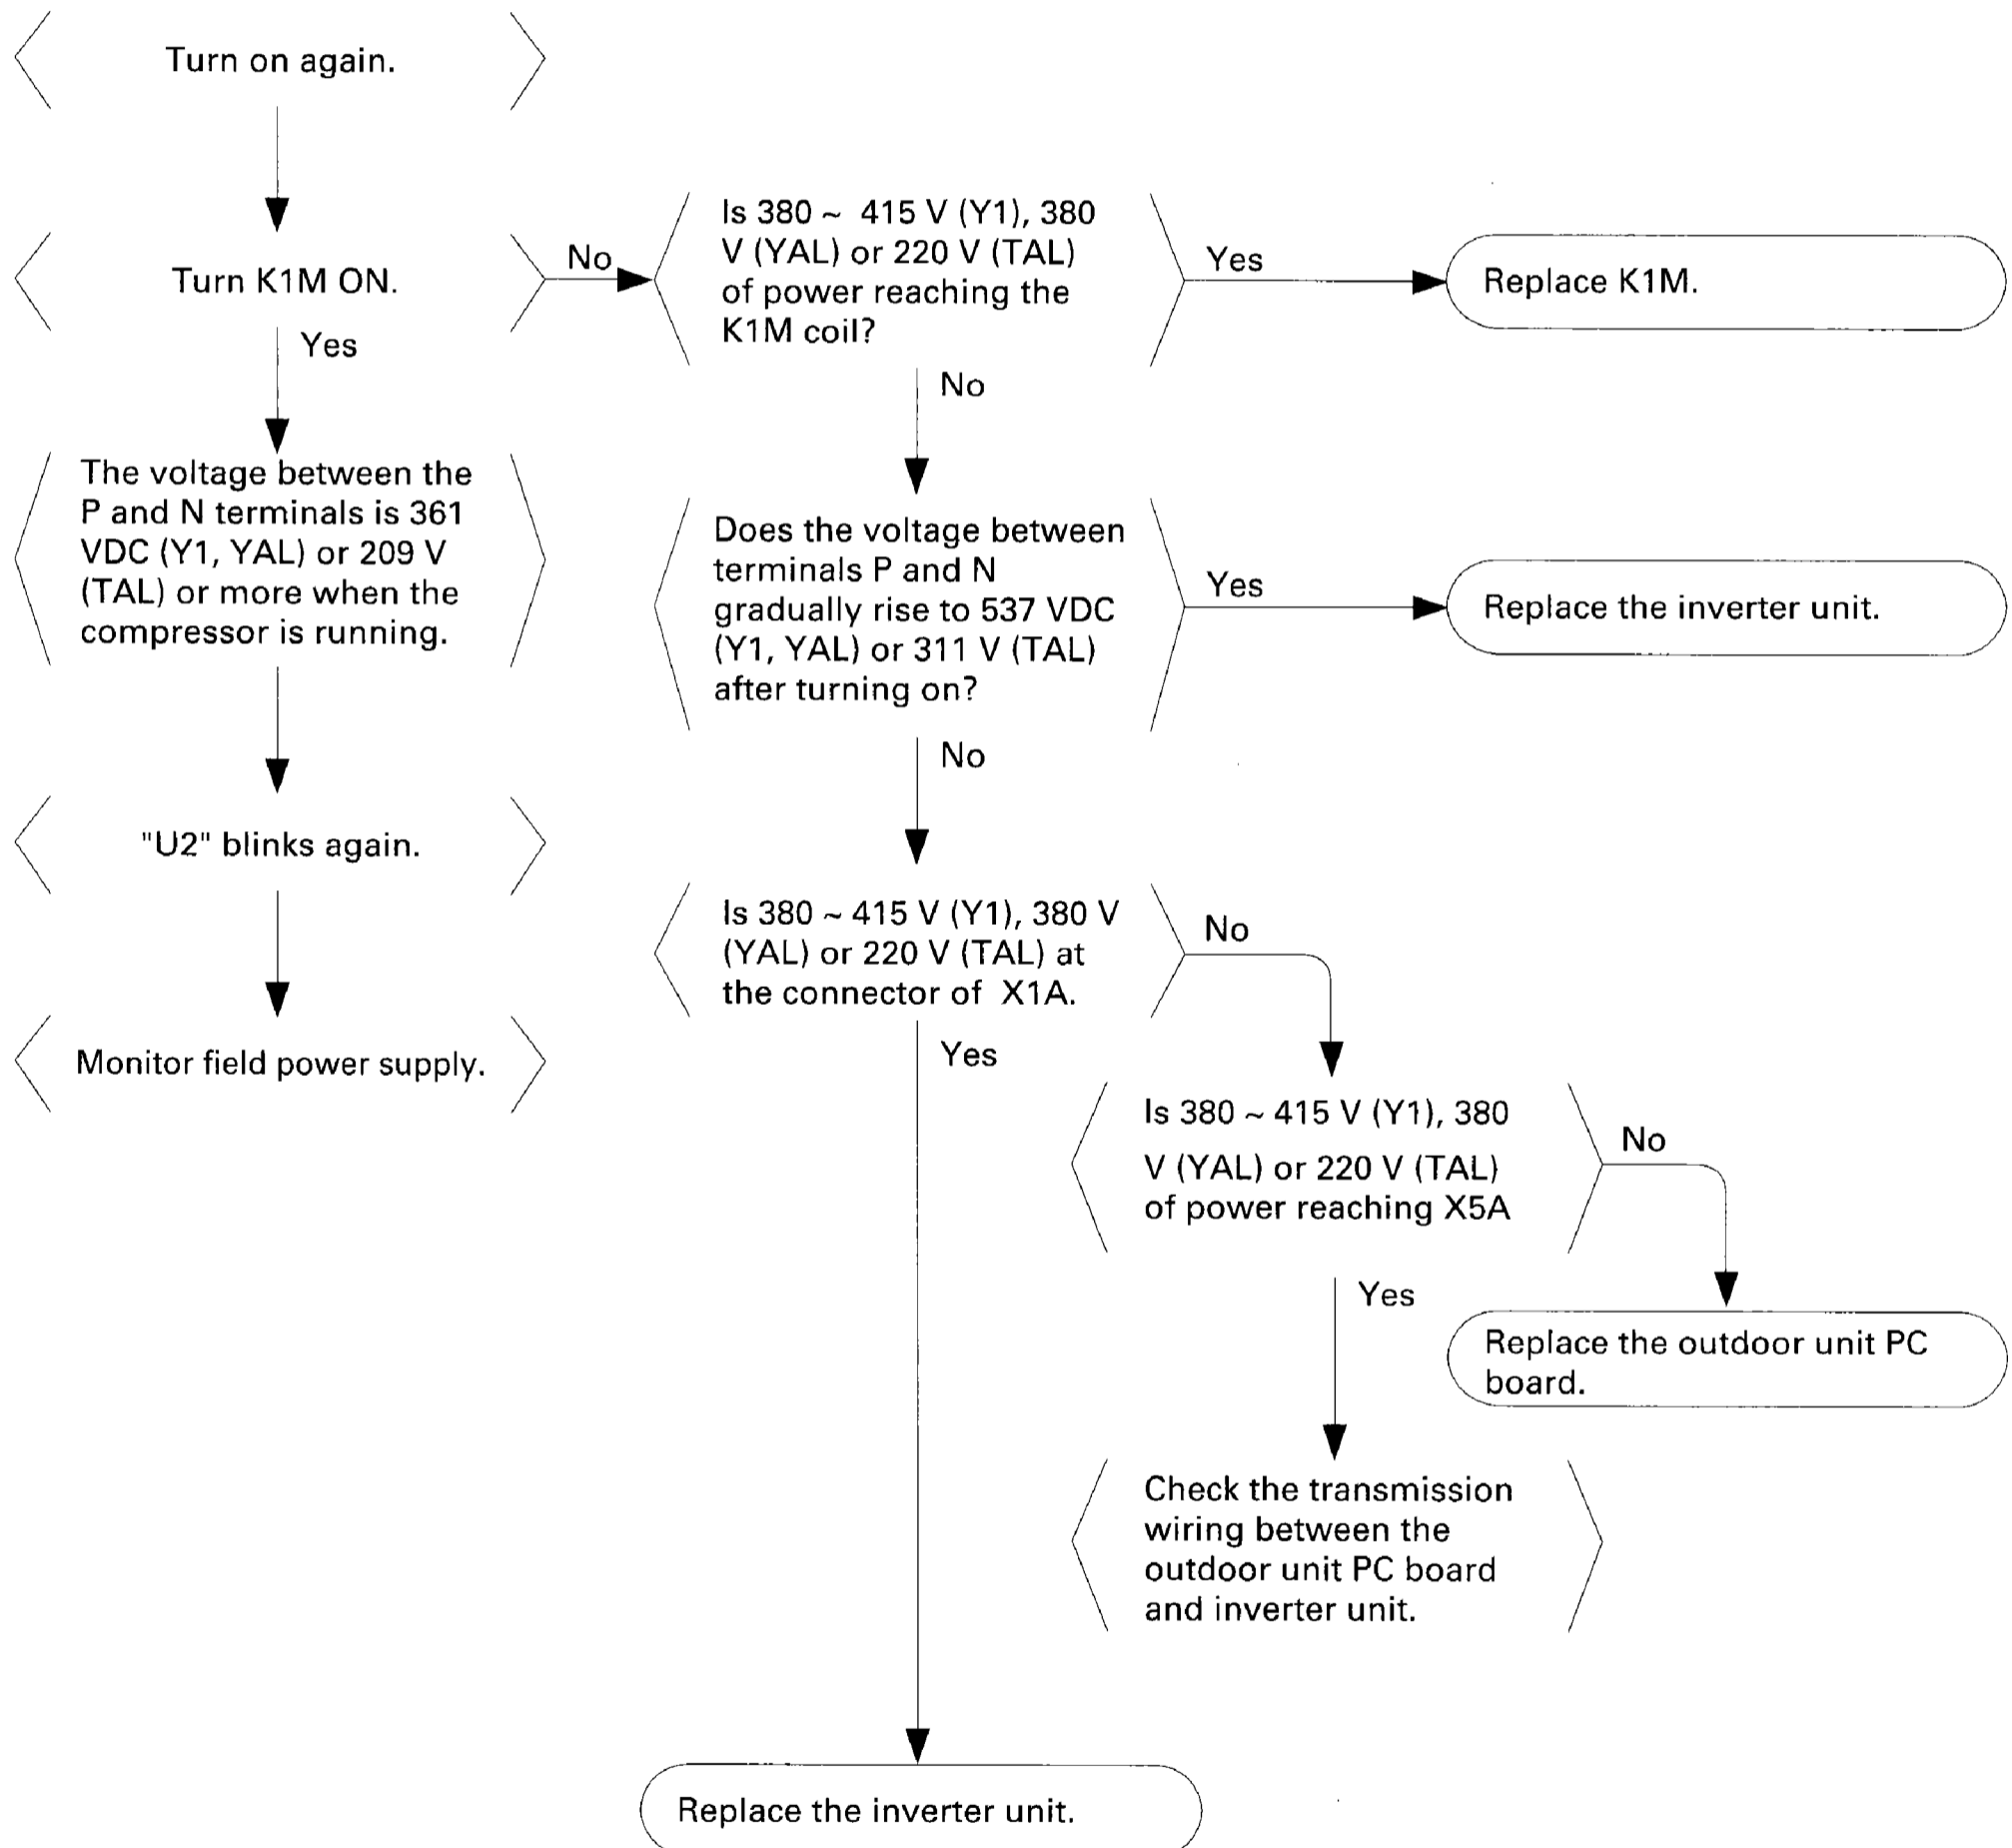 Turn on again.
Turn K1M ON.
No
Is 380 ~ 415 V (Y1), 380
V (YAL) or 220 V (TAL)
of power reaching the
K1M coil?
Yes
Replace K1M.
Yes
No
The voltage between the
P and N terminals is 361
VDC (Y1, YAL) or 209 V
(TAL) or more when the
compressor is running.
Does the voltage between
terminals P and N
gradually rise to 537 VDC
(Y1, YAL) or 311 V (TAL)
after turning on?
Yes
Replace the inverter unit.
No
"U2" blinks again.
Is 380 ~ 415 V (Y1), 380 V
(YAL) or 220 V (TAL) at
the connector of X1A.
No
Monitor field power supply.
Yes
Is 380 ~ 415 V (Y1), 380
V (YAL) or 220 V (TAL)
of power reaching X5A
No
Yes
Replace the outdoor unit PC
board.
Check the transmission
wiring between the
outdoor unit PC board
and inverter unit.
Replace the inverter unit.